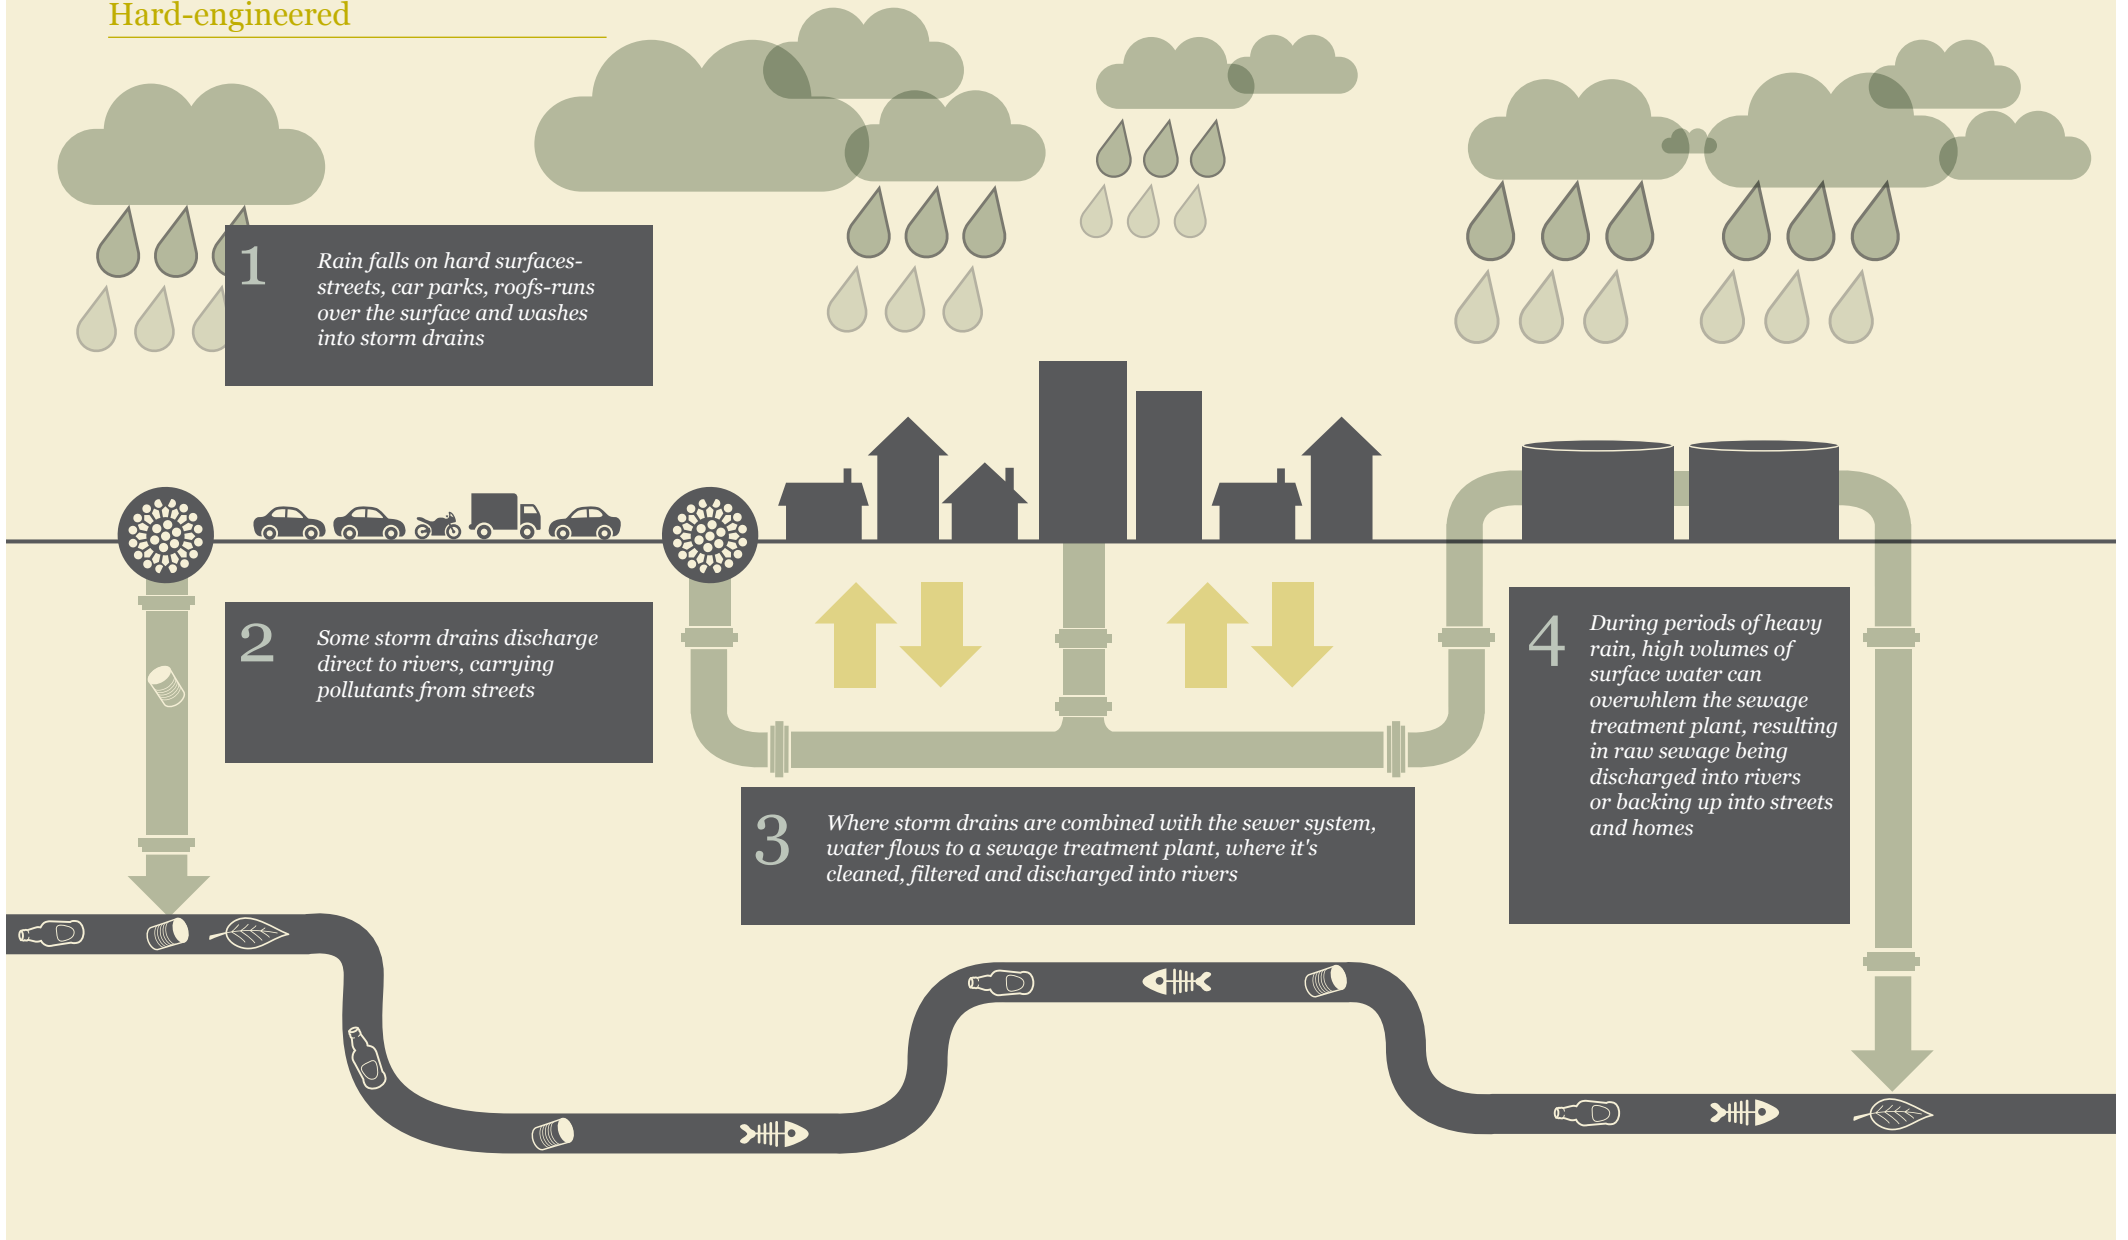 Hard-engineered
1
Rain falls on hard surfaces-
streets, car parks, roofs-runs
over the surface and washes
into storm drains
2
Some storm drains discharge
direct to rivers, carrying
pollutants from streets
3
Where storm drains are combined with the sewer system,
water flows to a sewage treatment plant, where it's
cleaned, filtered and discharged into rivers
4
During periods of heavy
rain, high volumes of
surface water can
overwhlem the sewage
treatment plant, resulting
in raw sewage being
discharged into rivers
or backing up into streets
and homes